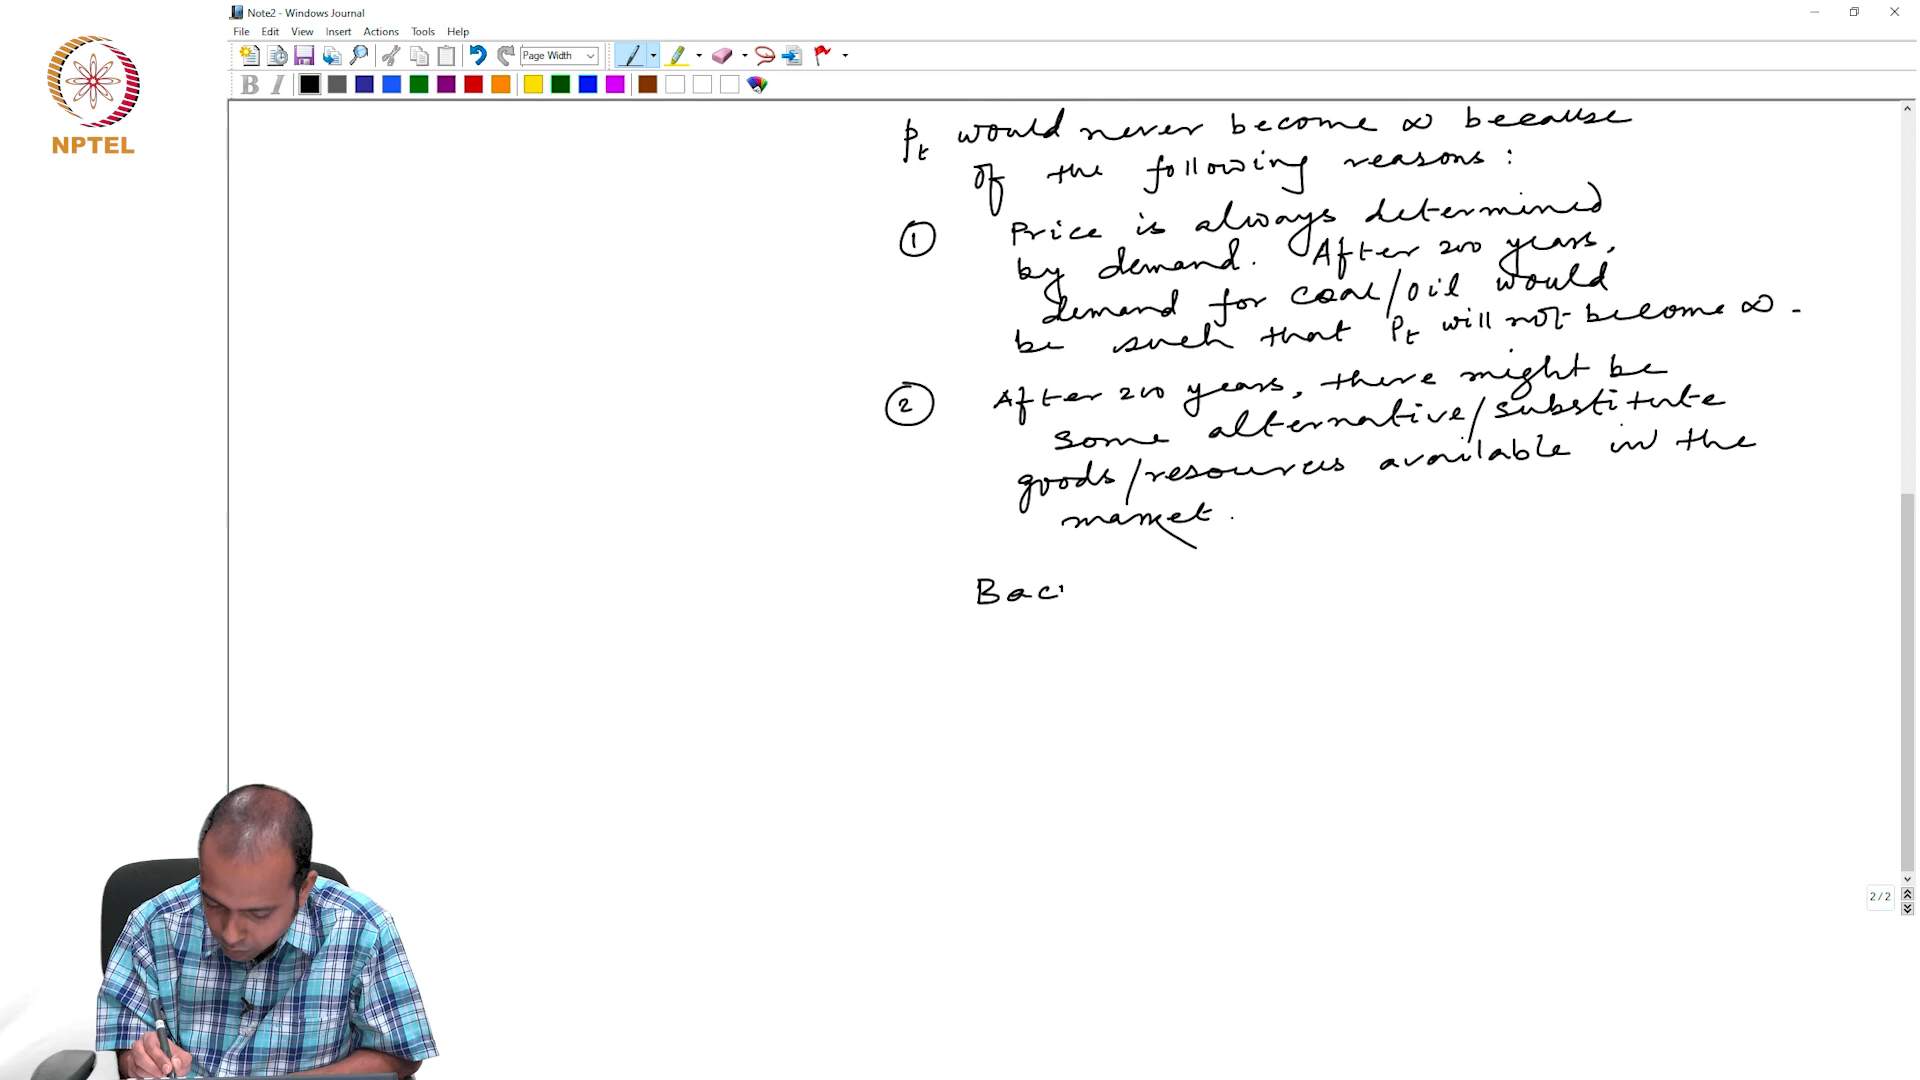 Note2 - Windows Journal
File Edit View Insert Actions Tools Help
Page Width
B I
NPTEL
Pt would never become ∞ because
of the following reasons :
1 Price is always determined
by demand. After 200 years,
demand for coal/oil would
be such that Pt will not become ∞.
2 After 200 years, there might be
some alternative/substitute
goods/resources available in the
market.
Bac
2/2